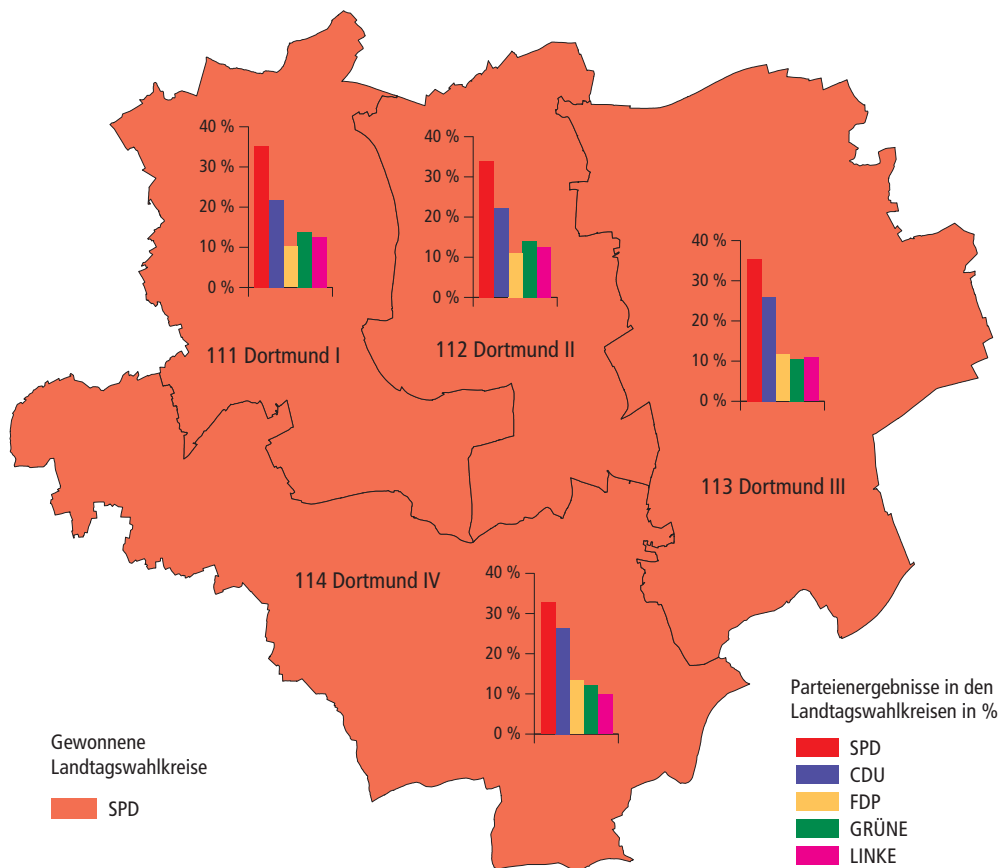 40 %
30 %
20 %
10 %
0 %
111 Dortmund I
40 %
30 %
20 %
10 %
0 %
112 Dortmund II
40 %
30 %
20 %
10 %
0 %
113 Dortmund III
114 Dortmund IV
40 %
30 %
20 %
10 %
0 %
Gewonnene
Landtagswahlkreise
SPD
Parteienergebnisse in den
Landtagswahlkreisen in %
SPD
CDU
FDP
GRÜNE
LINKE